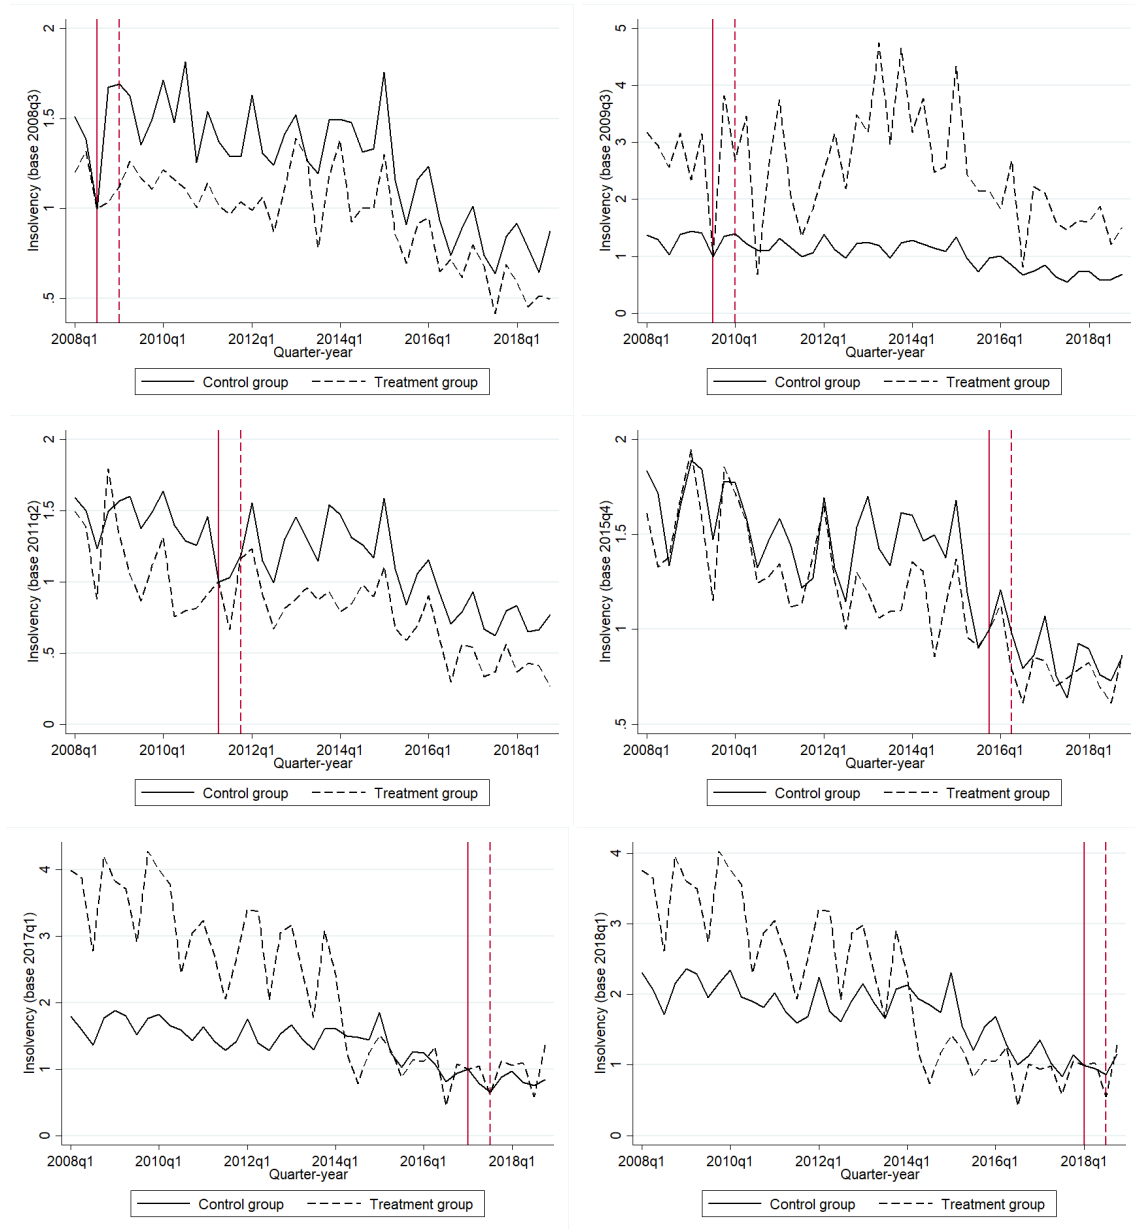 Insolvency (base 2008q3)
2
1.5
1
.5
2008q1 2010q1 2012q1 2014q1 2016q1 2018q1
Quarter-year
Control group Treatment group
Insolvency (base 2009q3)
5
4
3
2
1
0
2008q1 2010q1 2012q1 2014q1 2016q1 2018q1
Quarter-year
Control group Treatment group
Insolvency (base 2011q2)
2
1.5
1
.5
0
2008q1 2010q1 2012q1 2014q1 2016q1 2018q1
Quarter-year
Control group Treatment group
Insolvency (base 2015q4)
2
1.5
1
.5
2008q1 2010q1 2012q1 2014q1 2016q1 2018q1
Quarter-year
Control group Treatment group
Insolvency (base 2017q1)
4
3
2
1
0
2008q1 2010q1 2012q1 2014q1 2016q1 2018q1
Quarter-year
Control group Treatment group
Insolvency (base 2018q1)
4
3
2
1
0
2008q1 2010q1 2012q1 2014q1 2016q1 2018q1
Quarter-year
Control group Treatment group